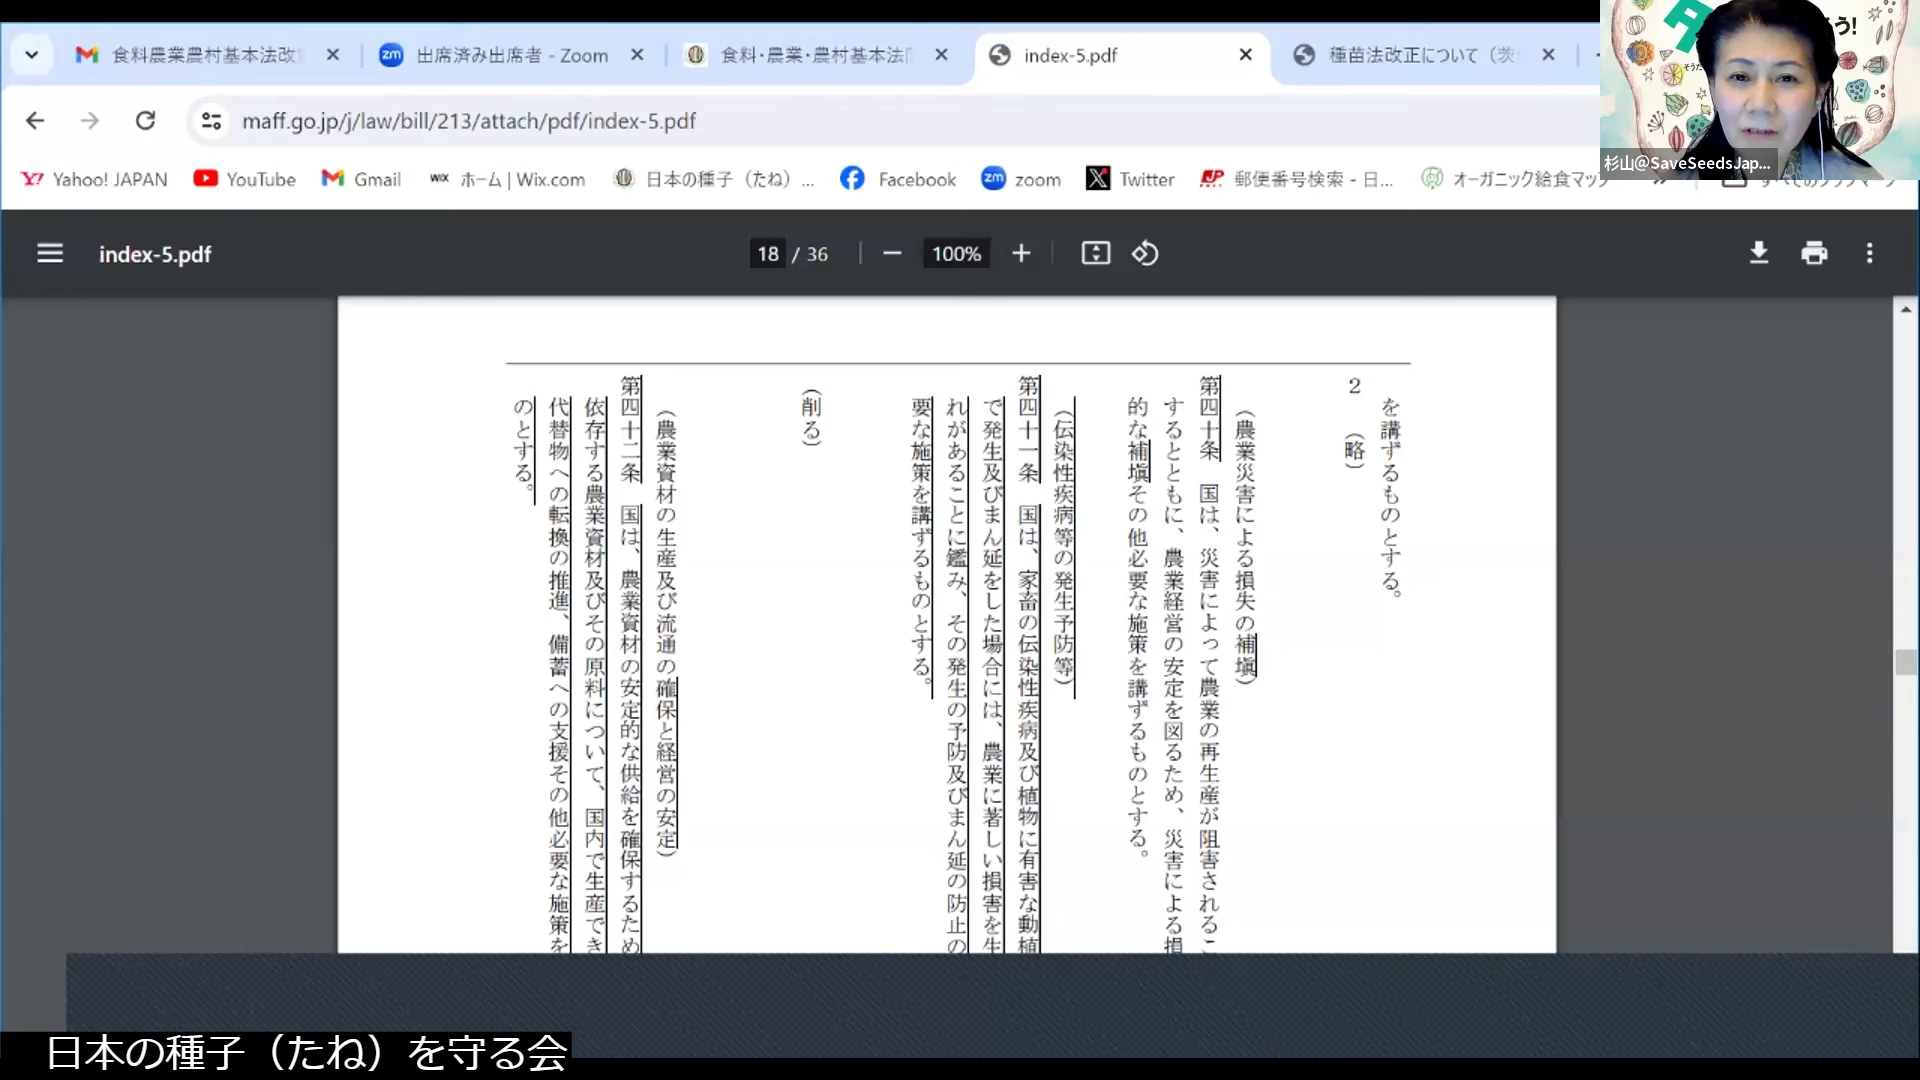 食料農業農村基本法改
出席済み出席者 - Zoom
食料・農業・農村基本法
index-5.pdf
種苗法改正について（茨
maff.go.jp/j/law/bill/213/attach/pdf/index-5.pdf
Yahoo! JAPAN
YouTube
Gmail
ホーム | Wix.com
日本の種子（たね）...
Facebook
zoom
Twitter
郵便番号検索 - 日...
オーガニック給食マップ
杉山@SaveSeedsJap...
index-5.pdf
18 / 36
100%
を講ずるものとする。
２　（略）
（農業災害による損失の補塡）
第四十条　国は、災害によって農業の再生産が阻害されるこ
するとともに、農業経営の安定を図るため、災害による損
的な補塡その他必要な施策を講ずるものとする。
（伝染性疾病等の発生予防等）
第四十一条　国は、家畜の伝染性疾病及び植物に有害な動植
で発生及びまん延をした場合には、農業に著しい損害を生
れがあることに鑑み、その発生の予防及びまん延の防止の
要な施策を講ずるものとする。
（削る）
（農業資材の生産及び流通の確保と経営の安定）
第四十二条　国は、農業資材の安定的な供給を確保するため
依存する農業資材及びその原料について、国内で生産でき
代替物への転換の推進、備蓄への支援その他必要な施策を
のとする。
日本の種子（たね）を守る会